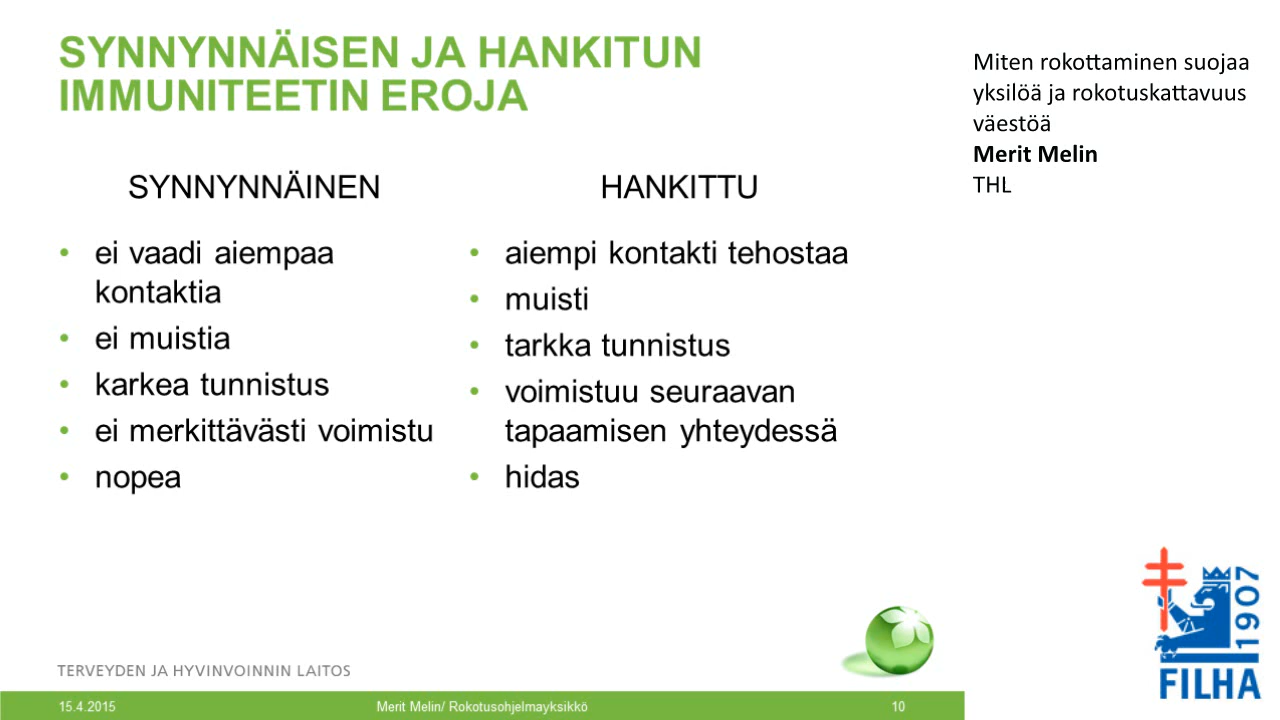 SYNNYNNÄISEN JA HANKITUN
IMMUNITEETIN EROJA
SYNNYNNÄINEN
• ei vaadi aiempaa
kontaktia
• ei muistia
• karkea tunnistus
• ei merkittävästi voimistu
• nopea
HANKITTU
• aiempi kontakti tehostaa
• muisti
• tarkka tunnistus
• voimistuu seuraavan
tapaamisen yhteydessä
• hidas
Miten rokottaminen suojaa
yksilöä ja rokotuskattavuus
väestöä
Merit Melin
THL
1907
FILHA
TERVEYDEN JA HYVINVOINNIN LAITOS
15.4.2015
Merit Melin/ Rokotusohjelmayksikkö
10